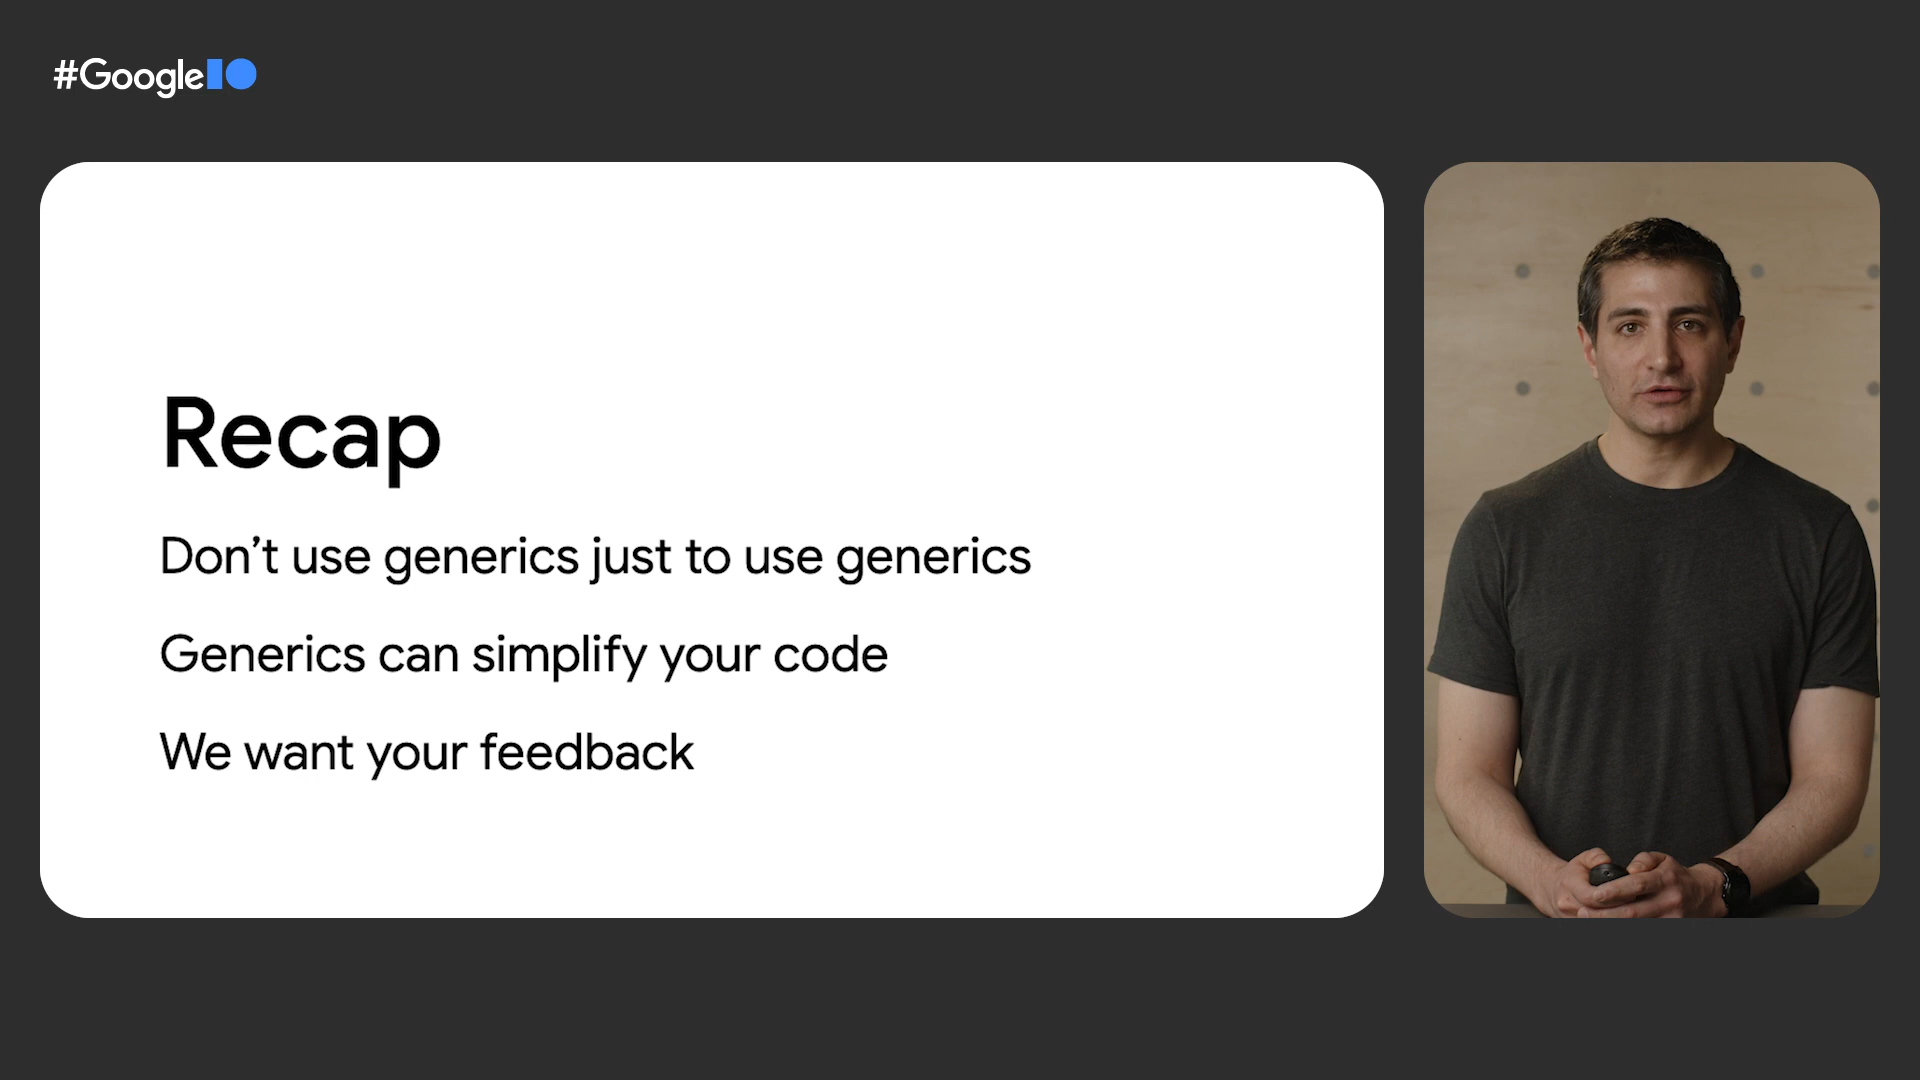 #GoogleIO
Recap
Don’t use generics just to use generics
Generics can simplify your code
We want your feedback